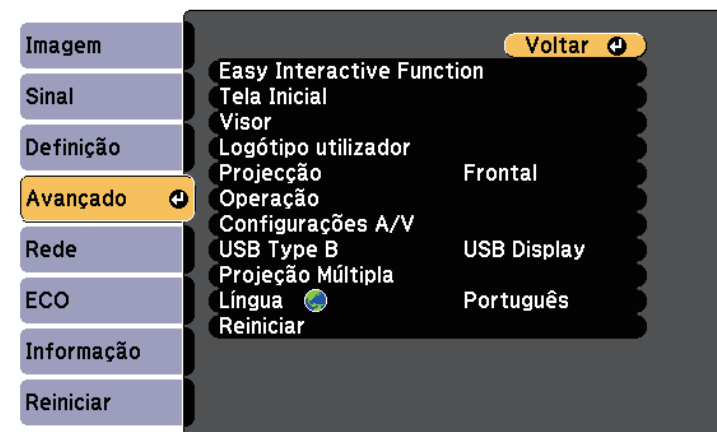 Imagem
Sinal
Definição
Avançado
Rede
ECO
Informação
Reiniciar
Voltar
Easy Interactive Function
Tela Inicial
Visor
Logótipo utilizador
Projecção Frontal
Operação
Configurações A/V
USB Type B USB Display
Projeção Múltipla
Língua Português
Reiniciar